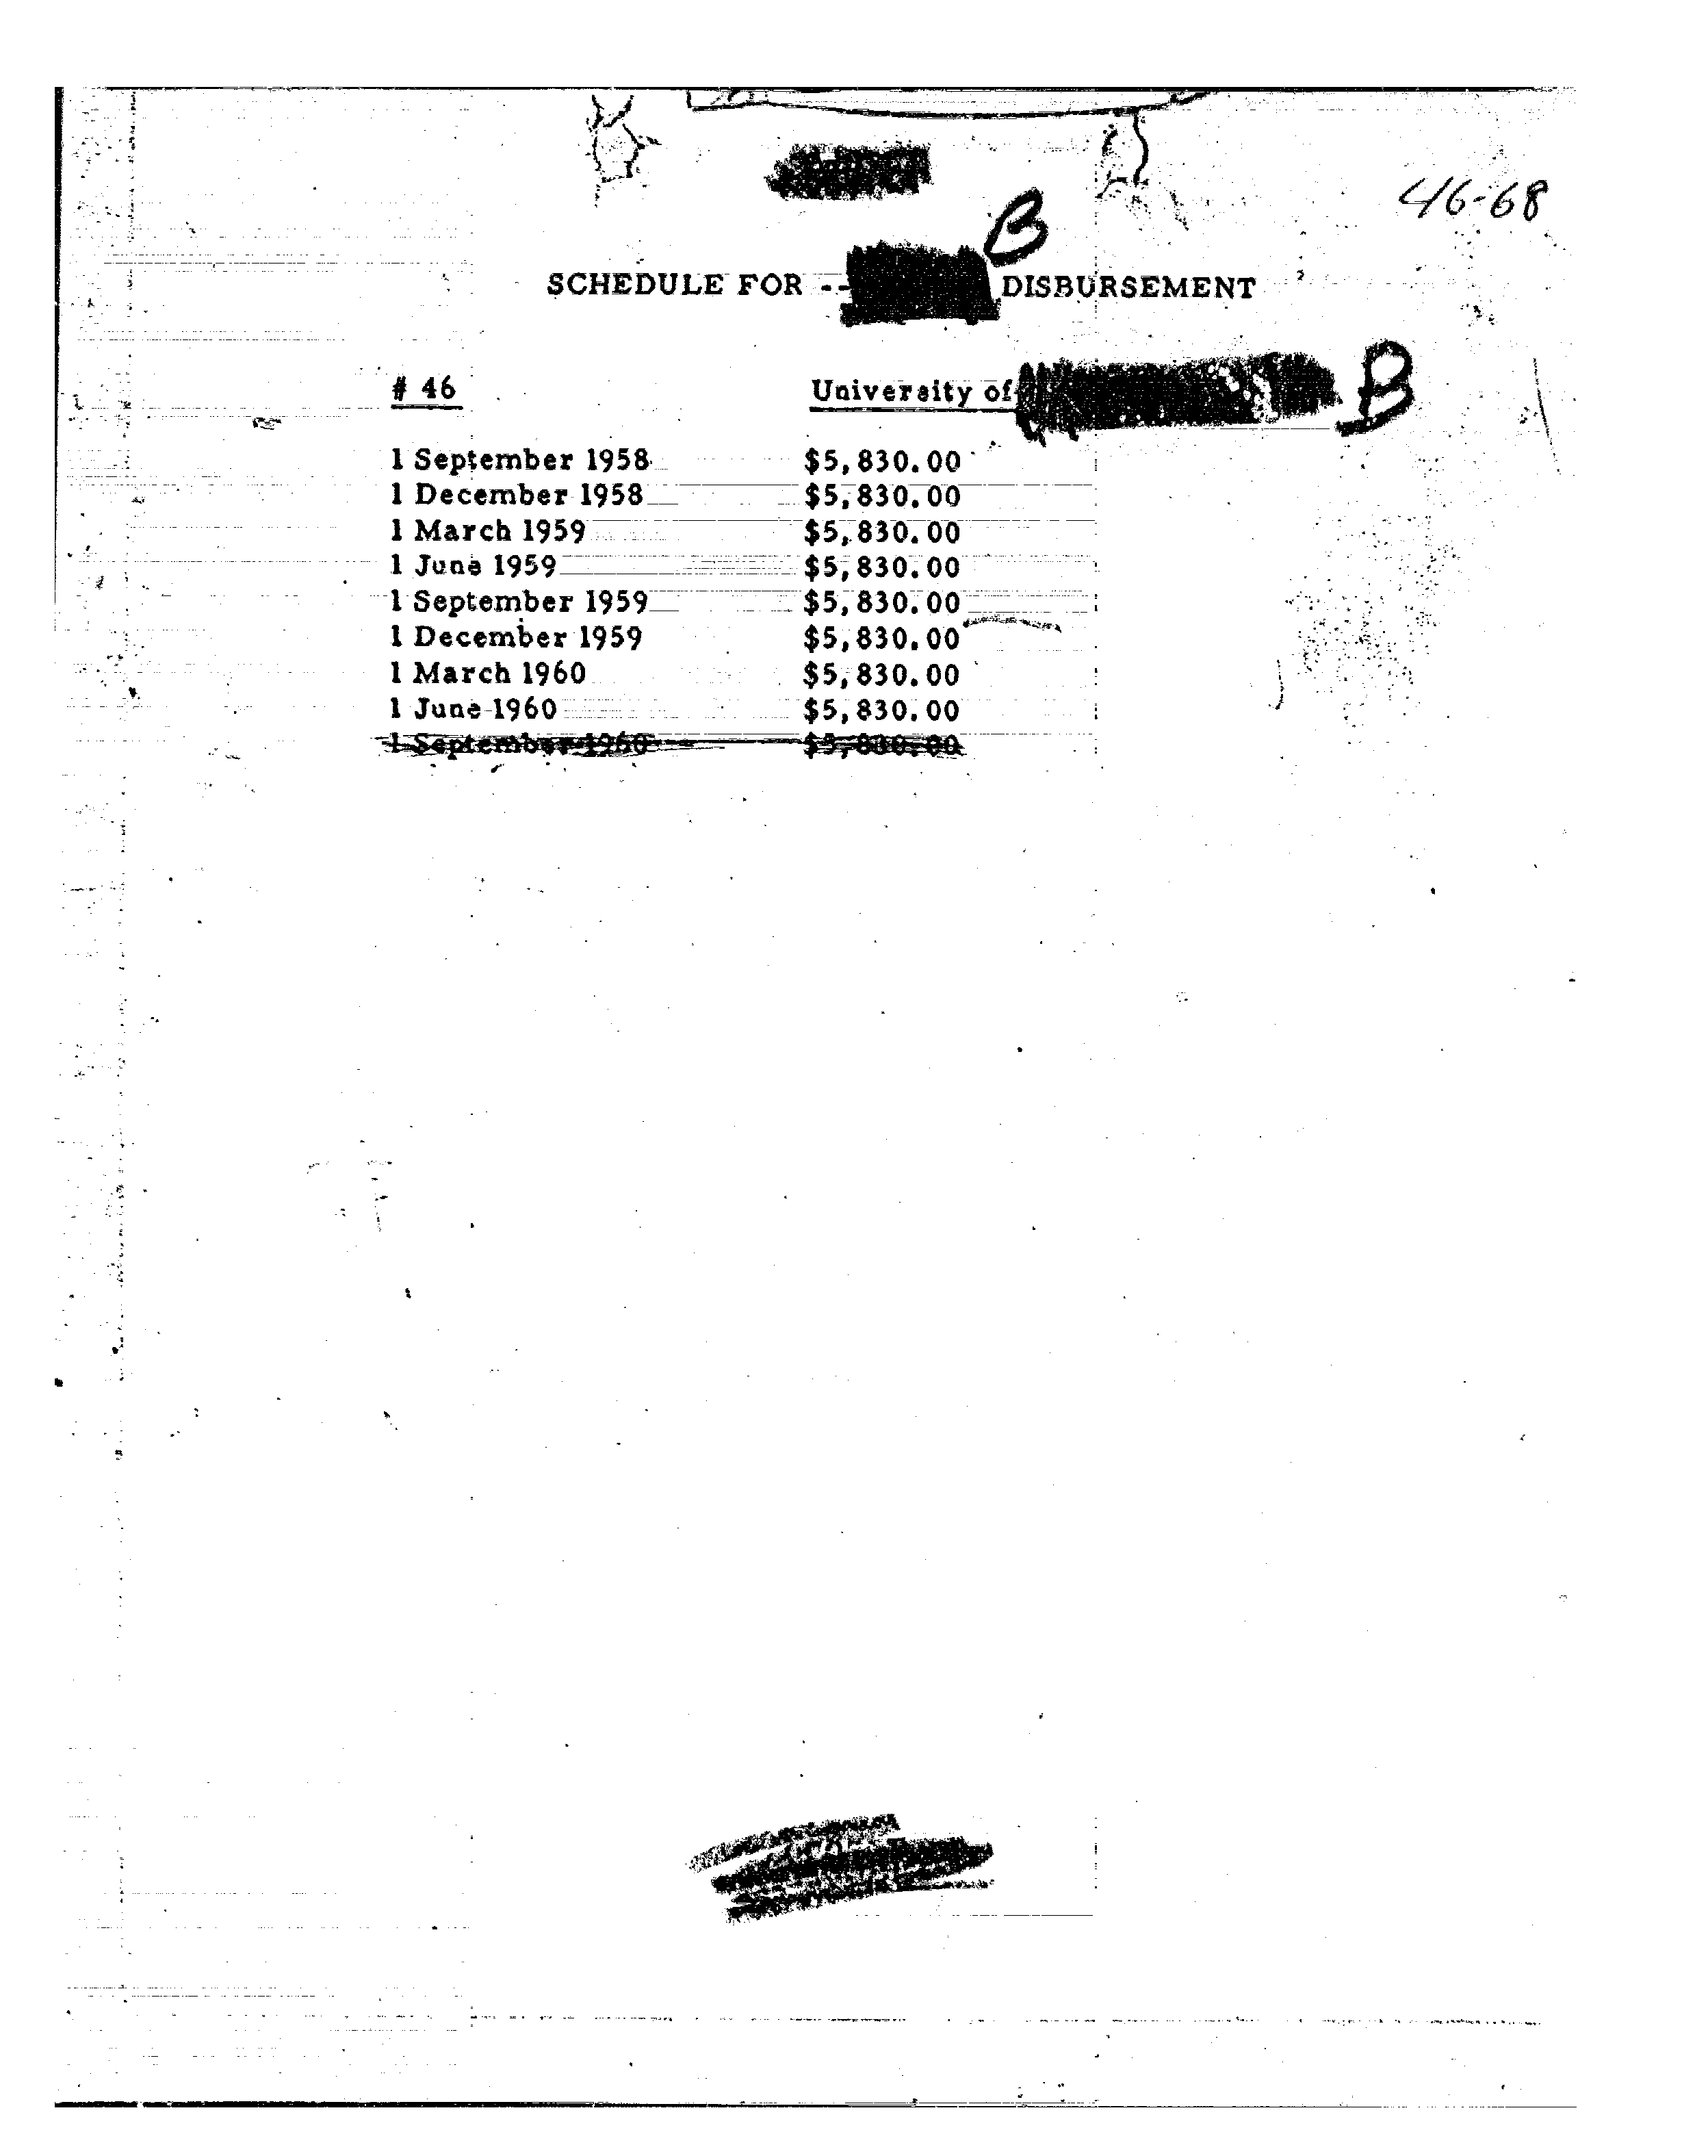 46-68
B
SCHEDULE FOR -- DISBURSEMENT
# 46 University of B
1 September 1958 $5,830.00
1 December 1958 $5,830.00
1 March 1959 $5,830.00
1 June 1959 $5,830.00
1 September 1959 $5,830.00
1 December 1959 $5,830.00
1 March 1960 $5,830.00
1 June 1960 $5,830.00
1 September 1960 $5,830.00